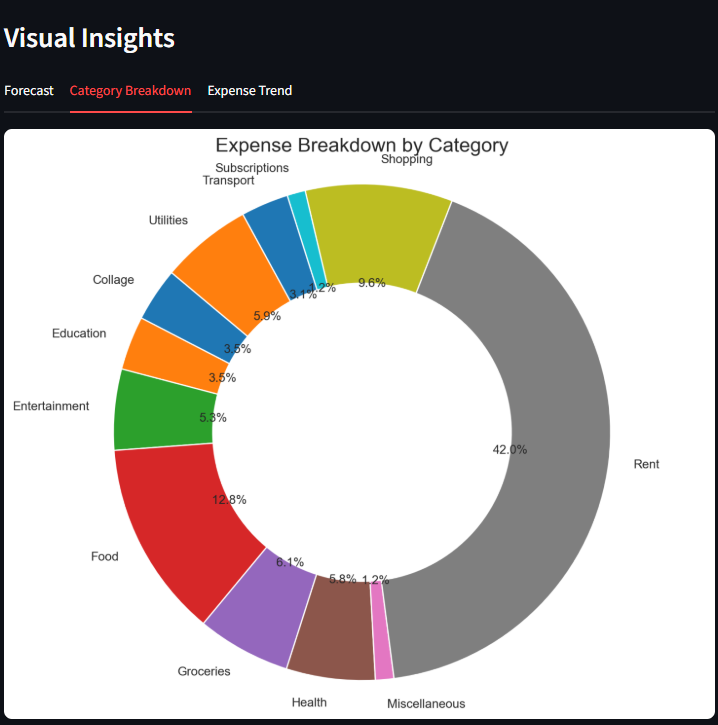 Visual Insights
Forecast Category Breakdown Expense Trend
Expense Breakdown by Category
Shopping
Subscriptions
Transport
Utilities
Collage
Education
Entertainment
Food
Groceries
Health
Miscellaneous
Rent
9.6%
1.2%
3.1%
5.9%
3.5%
3.5%
5.3%
12.8%
6.1%
5.8%
1.2%
42.0%